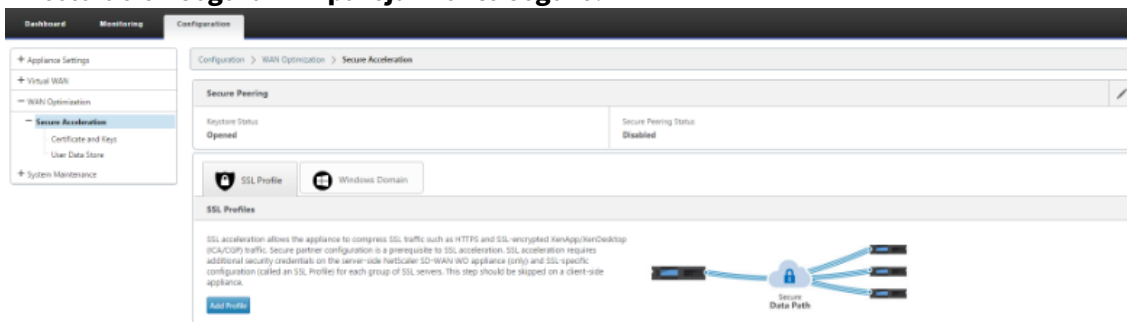 Dashboard Monitoring Configuration
+ Appliance Settings
+ Virtual WAN
− WAN Optimization
− Secure Acceleration
Certificate and Keys
User Data Store
+ System Maintenance
Configuration > WAN Optimization > Secure Acceleration
Secure Peering
Keystore Status
Opened
Secure Peering Status
Disabled
SSL Profile
Windows Domain
SSL Profiles
SSL acceleration allows the appliance to compress SSL traffic such as HTTPS and SSL-encrypted XenApp/XenDesktop
(ICA/CGP) traffic. Secure partner configuration is a prerequisite to SSL acceleration. SSL acceleration requires
additional security credentials on the server-side NetScaler SD-WAN WO appliance (only) and SSL-specific
configuration (called an SSL Profile) for each group of SSL servers. This step should be skipped on a client-side
appliance.
Add Profile
Secure
Data Path